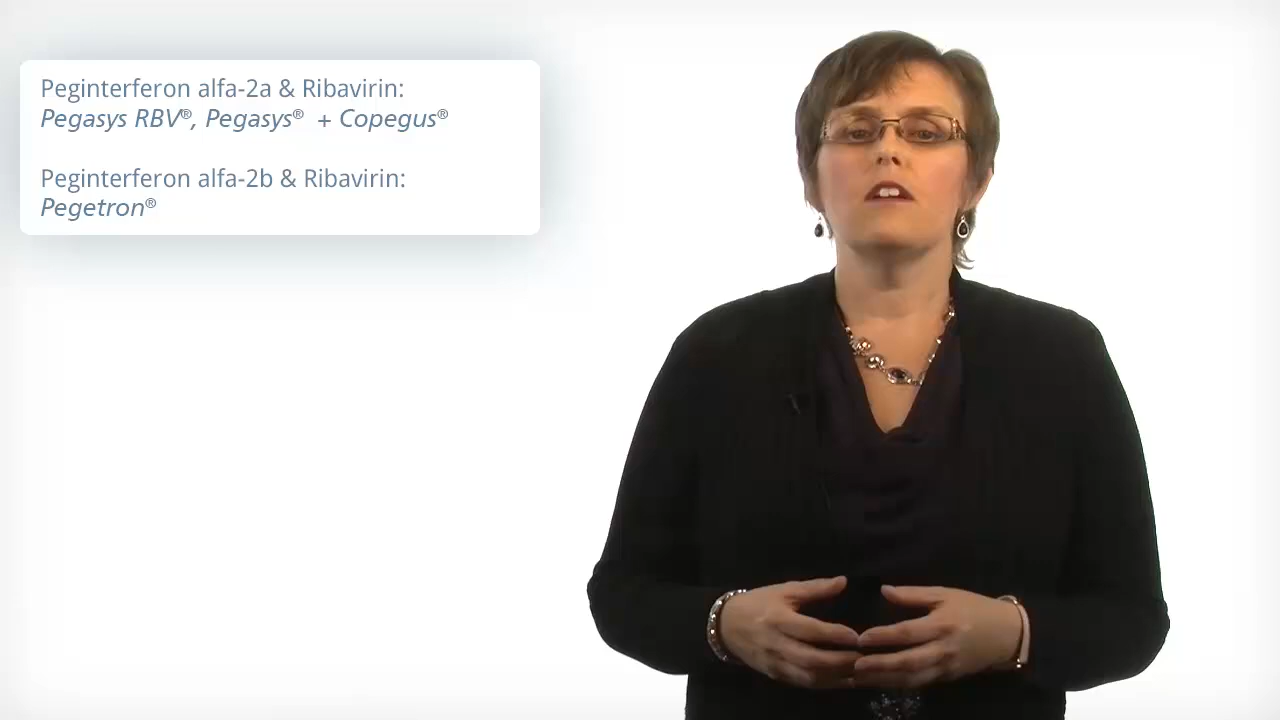 Peginterferon alfa-2a & Ribavirin:
Pegasys RBV®, Pegasys® + Copegus®
Peginterferon alfa-2b & Ribavirin:
Pegetron®